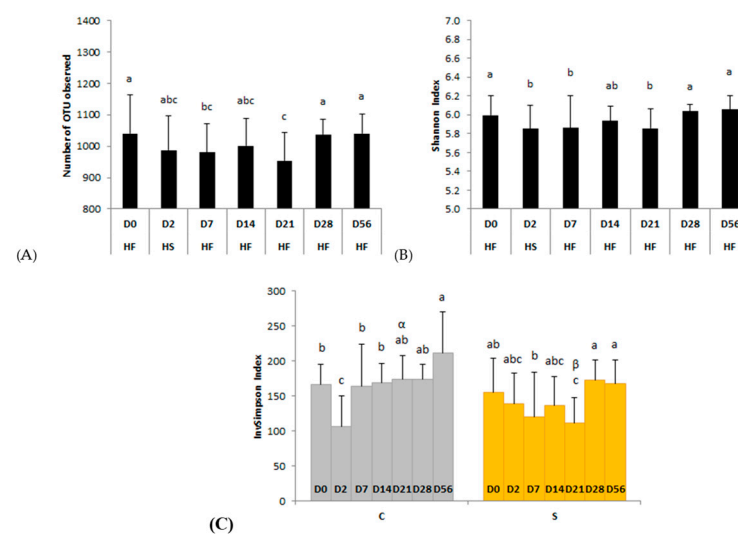 1400
1300
1200
1100
1000
900
800
Number of OTU observed
a
abc
bc
abc
c
a
a
D0 D2 D7 D14 D21 D28 D56
HF HS HF HF HF HF HF
(A)
7.0
6.8
6.6
6.4
6.2
6.0
5.8
5.6
5.4
5.2
5.0
Shannon Index
a
b
b
ab
b
a
a
D0 D2 D7 D14 D21 D28 D56
HF HS HF HF HF HF HF
(B)
300
250
200
150
100
50
0
InvSimpson Index
b
c
b
b
α
ab
ab
a
D0 D2 D7 D14 D21 D28 D56
C
ab
abc
b
abc
β
c
a
a
D0 D2 D7 D14 D21 D28 D56
S
(C)